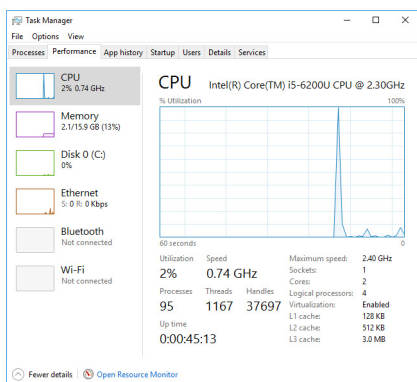 Task Manager
File Options View
Processes Performance App history Startup Users Details Services
CPU
2% 0.74 GHz
Memory
2.1/15.9 GB (13%)
Disk 0 (C:)
0%
Ethernet
S: 0 R: 0 Kbps
Bluetooth
Not connected
Wi-Fi
Not connected
CPU Intel(R) Core(TM) i5-6200U CPU @ 2.30GHz
% Utilization 100%
60 seconds 0
Utilization Speed
2% 0.74 GHz
Processes Threads Handles
95 1167 37697
Up time
0:00:45:13
Maximum speed: 2.40 GHz
Sockets: 1
Cores: 2
Logical processors: 4
Virtualization: Enabled
L1 cache: 128 KB
L2 cache: 512 KB
L3 cache: 3.0 MB
Fewer details Open Resource Monitor